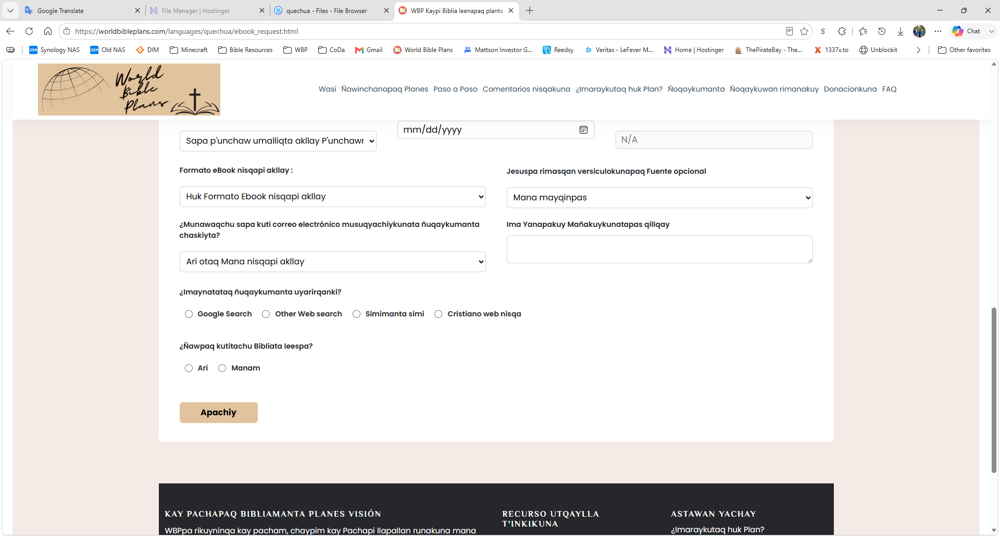 Google Translate
File Manager | Hostinger
quechua - Files - File Browser
WBP Kaypi Biblia leenapaq planta
https://worldbibleplans.com/languages/quechua/ebook_request.html
Chat
Synology NAS
Old NAS
DIM
Minecraft
Bible Resources
WBP
CoDa
Gmail
World Bible Plans
Mattson Investor G...
Reedsy
Veritas - LeFever M...
Home | Hostinger
ThePirateBay - The...
1337x.to
Unblockit
Other favorites
World
Bible
Plans
Wasi Ñawinchanapaq Planes Paso a Paso Comentarios nisqakuna ¿Imaraykutaq huk Plan? Ñoqaykumanta Ñoqaykuwan rimanakuy Donacionkuna FAQ
Sapa p'unchaw umalliqta akllay P'unchawr
mm/dd/yyyy
N/A
Formato eBook nisqapi akllay :
Jesuspa rimasqan versiculokunapaq Fuente opcional
Huk Formato Ebook nisqapi akllay
Mana mayqinpas
¿Munawaqchu sapa kuti correo electrónico musuqyachiykunata ñuqaykumanta
chaskiyta?
Ima Yanapakuy Mañakuykunatapas qillqay
Arí otaq Mana nisqapi akllay
¿Imaynatataq ñuqaykumanta uyarirqanki?
Google Search Other Web search Simimanta simi Cristiano web nisqa
¿Ñawpaq kutitachu Bibliata leespa?
Arí Manam
Apachiy
KAY PACHAPAQ BIBLIAMANTA PLANES VISIÓN
WBPpa rikuyninqa kay pacham, chaypim kay Pachapi llapallan runakuna mana
RECURSO UTQAYLLA
T'INKIKUNA
ASTAWAN YACHAY
¿Imaraykutaq huk Plan?